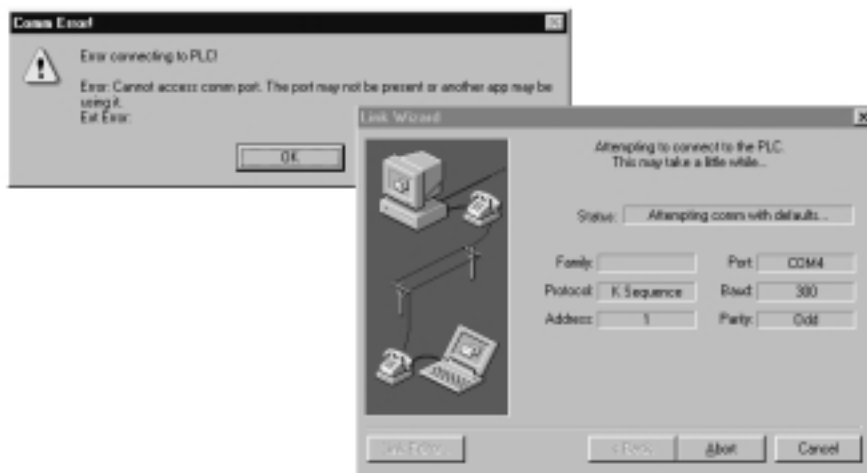 Comm Error!
Error connecting to PLC!
Error: Cannot access comm port. The port may not be present or another app may be
using it.
Ext Error:
OK
Link Wizard
Attempting to connect to the PLC.
This may take a little while...
Status: Attempting comm with defaults...
Family: Port: COM4
Protocol: K Sequence Baud: 300
Address: 1 Parity: Odd
< Back Abort Cancel